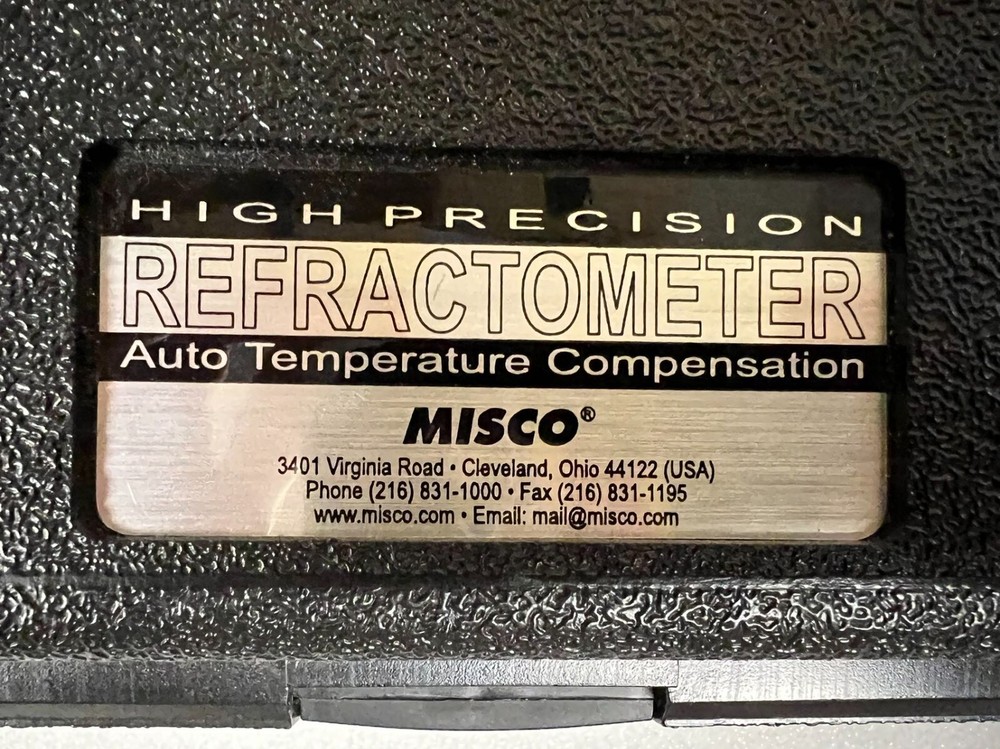 HIGH PRECISION
REFRACTOMETER
Auto Temperature Compensation
MISCO®
3401 Virginia Road • Cleveland, Ohio 44122 (USA)
Phone (216) 831-1000 • Fax (216) 831-1195
www.misco.com • Email: mail@misco.com